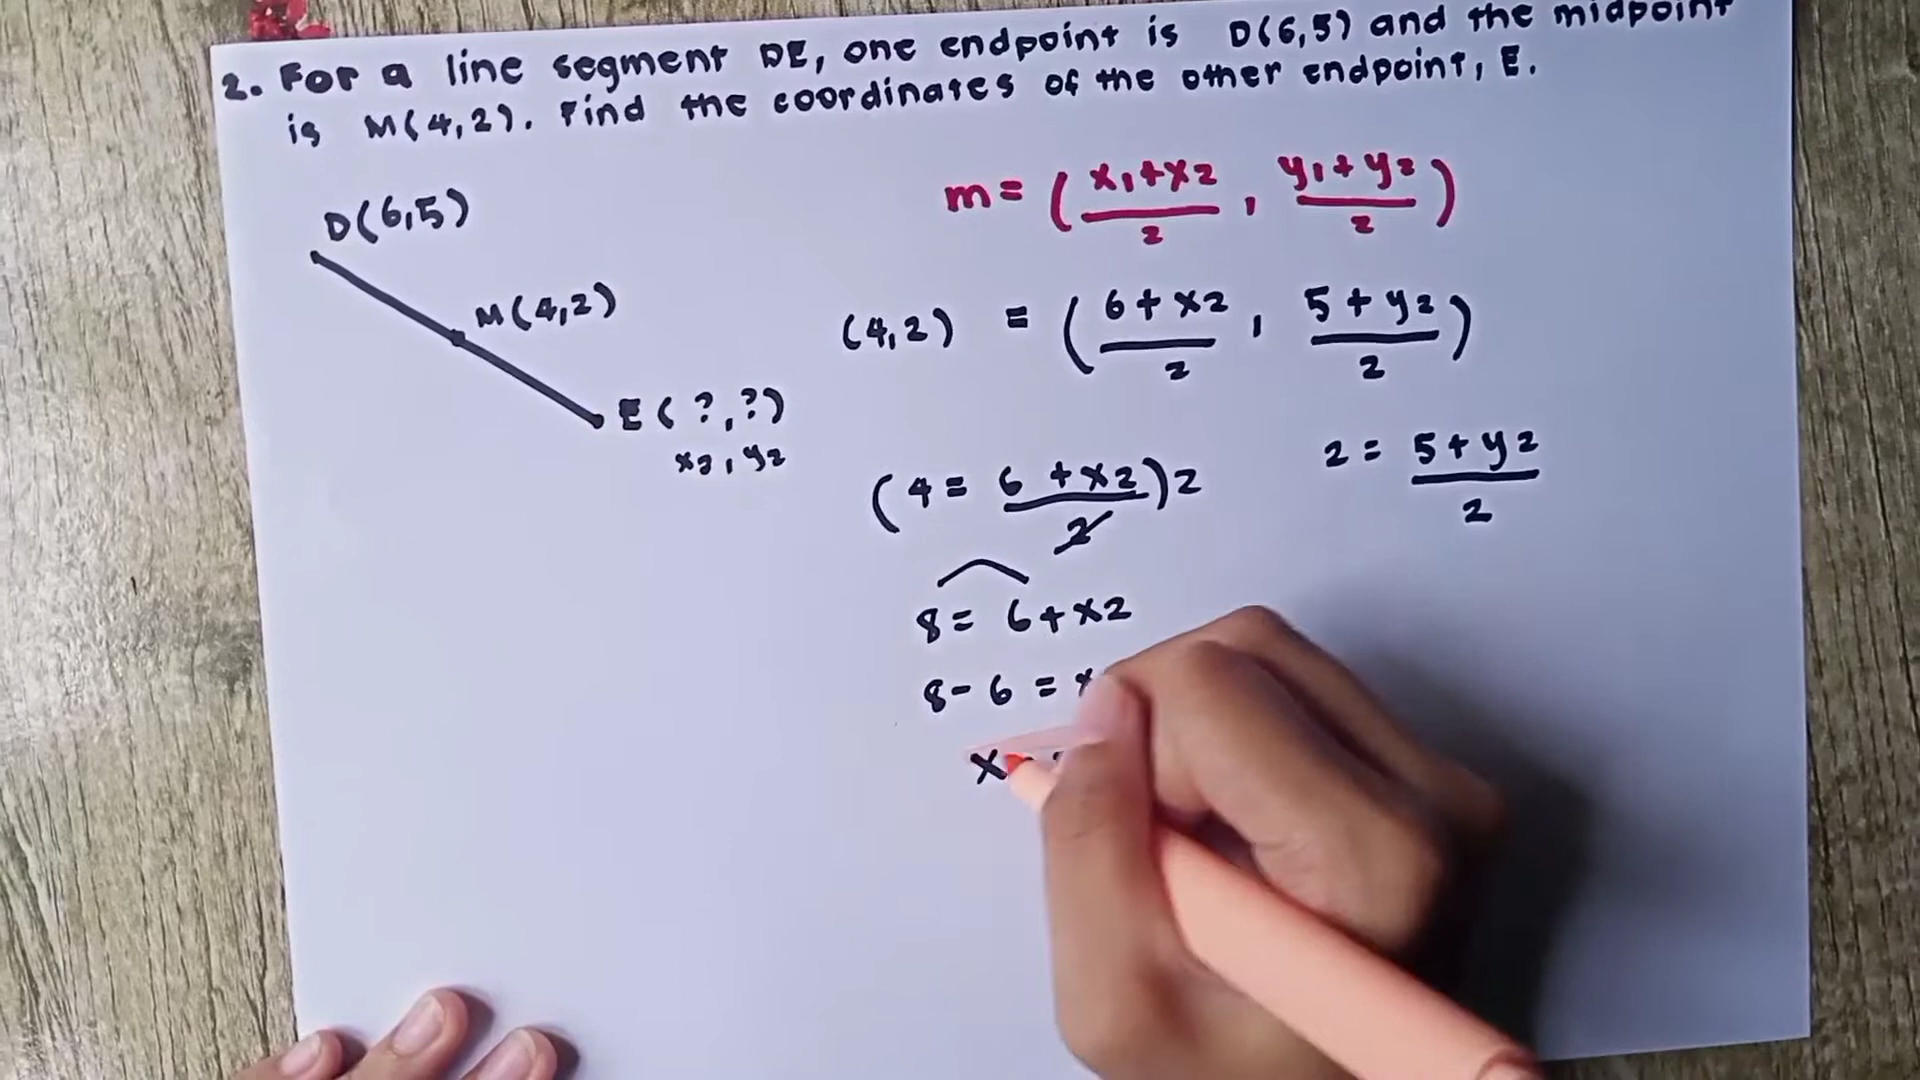 2. For a line segment DE, one endpoint is D(6,5) and the midpoint
is M(4,2). Find the coordinates of the other endpoint, E.
m = (x1+x2/2, y1+y2/2)
D(6,5)
M(4,2)
(4,2) = (6+x2/2, 5+y2/2)
E(?,?)
x2, y2
(4 = 6+x2/2)2
2 = 5+y2/2
8 = 6+x2
8-6 = x
x